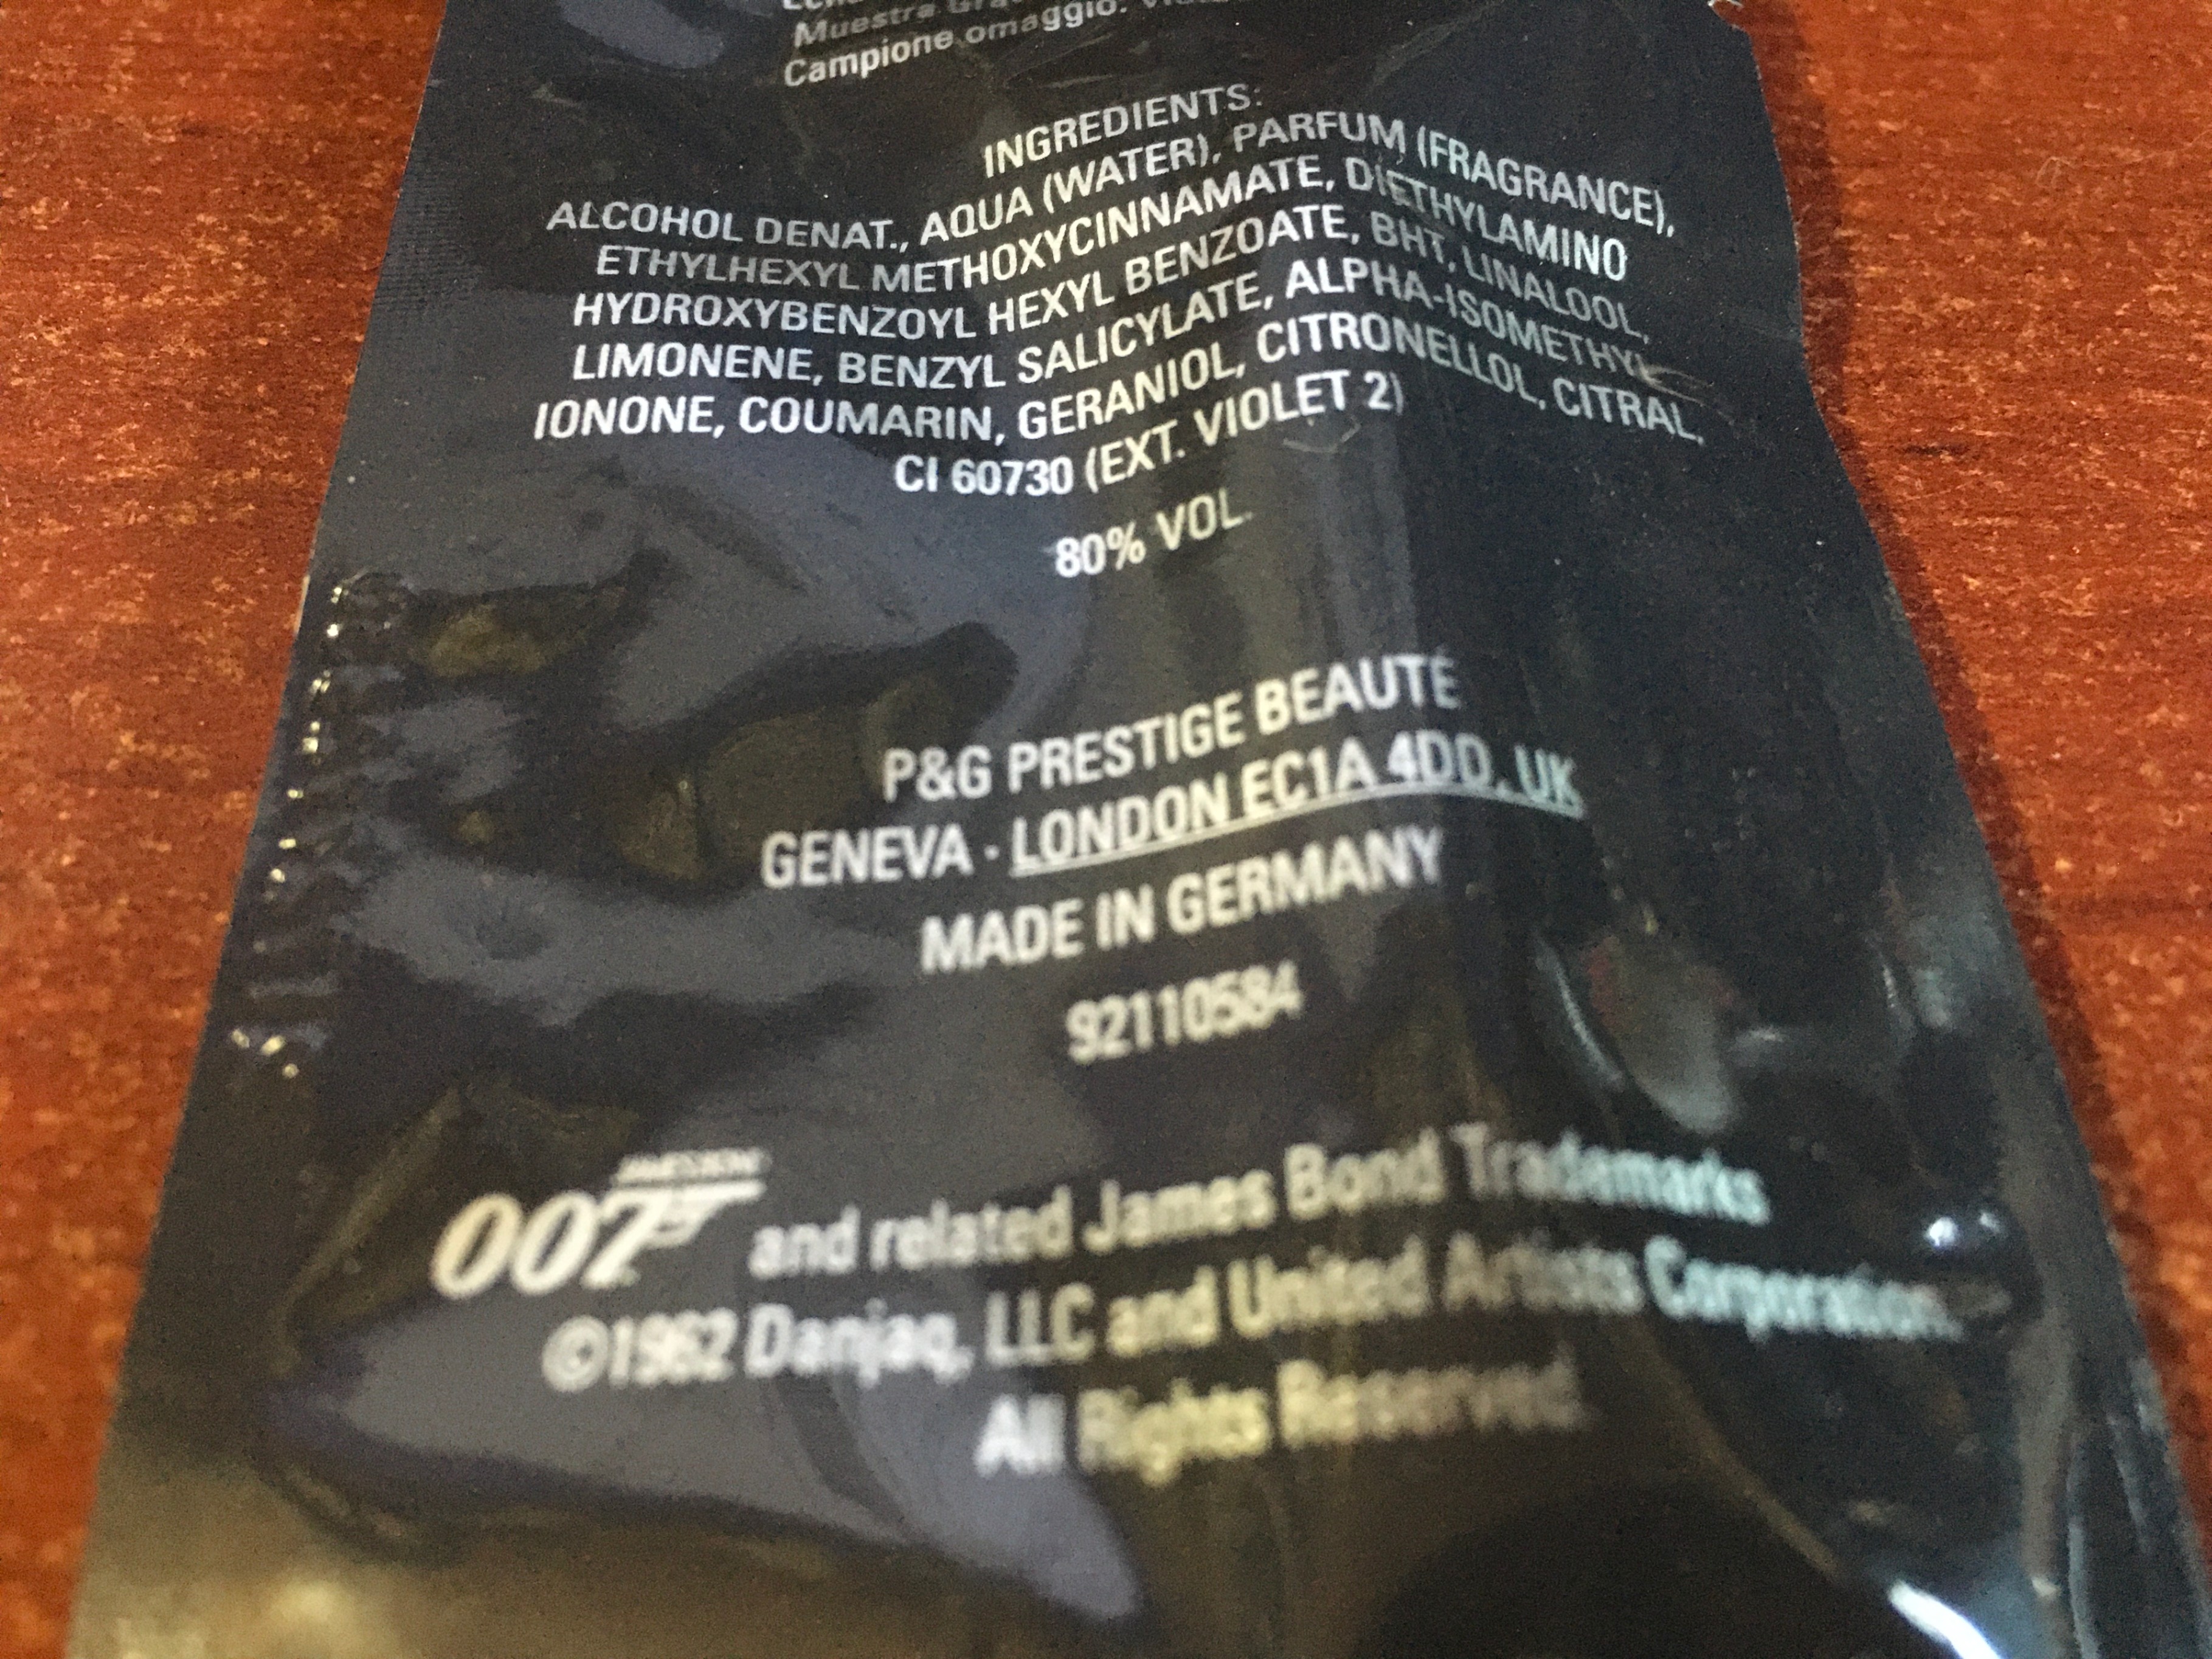 Muestra
Campione omaggio.
INGREDIENTS:
ALCOHOL DENAT., AQUA (WATER), PARFUM (FRAGRANCE),
ETHYLHEXYL METHOXYCINNAMATE, DIETHYLAMINO
HYDROXYBENZOYL HEXYL BENZOATE, BHT, LINALOOL,
LIMONENE, BENZYL SALICYLATE, ALPHA-ISOMETHYL
IONONE, COUMARIN, GERANIOL, CITRONELLOL, CITRAL,
CI 60730 (EXT. VIOLET 2)
80% VOL.
P&G PRESTIGE BEAUTÉ
GENEVA · LONDON EC1A 4DD, UK
MADE IN GERMANY
92110584
007 and related James Bond Trademarks
©1962 Danjaq, LLC and United Artists Corporation.
All Rights Reserved.